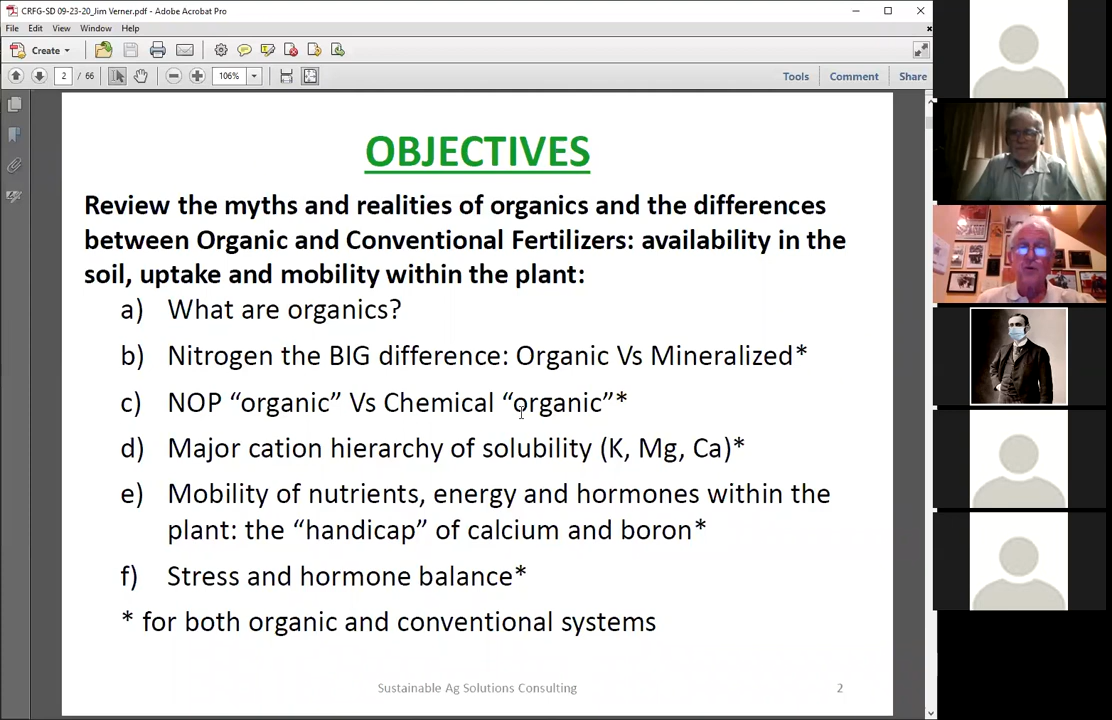 CRFG-SD 09-23-20_Jim Verner.pdf - Adobe Acrobat Pro
File Edit View Window Help
Create
2 / 66 106% Tools Comment Share
OBJECTIVES
Review the myths and realities of organics and the differences
between Organic and Conventional Fertilizers: availability in the
soil, uptake and mobility within the plant:
a) What are organics?
b) Nitrogen the BIG difference: Organic Vs Mineralized*
c) NOP “organic” Vs Chemical “organic”*
d) Major cation hierarchy of solubility (K, Mg, Ca)*
e) Mobility of nutrients, energy and hormones within the
plant: the “handicap” of calcium and boron*
f) Stress and hormone balance*
* for both organic and conventional systems
Sustainable Ag Solutions Consulting 2